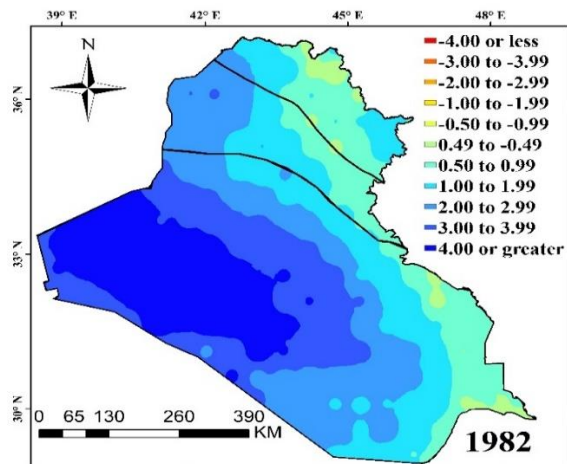 39° E 42° E 45° E 48° E
N
36° N
33° N
30° N
-4.00 or less
-3.00 to -3.99
-2.00 to -2.99
-1.00 to -1.99
-0.50 to -0.99
0.49 to -0.49
0.50 to 0.99
1.00 to 1.99
2.00 to 2.99
3.00 to 3.99
4.00 or greater
0 65 130 260 390
KM
1982